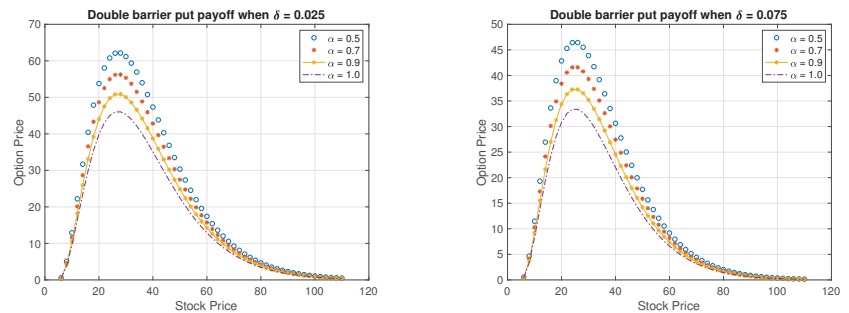 Double barrier put payoff when δ = 0.025
70
60
50
40
30
20
10
0
Option Price
0 20 40 60 80 100 120
Stock Price
α = 0.5
α = 0.7
α = 0.9
α = 1.0
Double barrier put payoff when δ = 0.075
50
45
40
35
30
25
20
15
10
5
0
Option Price
0 20 40 60 80 100 120
Stock Price
α = 0.5
α = 0.7
α = 0.9
α = 1.0